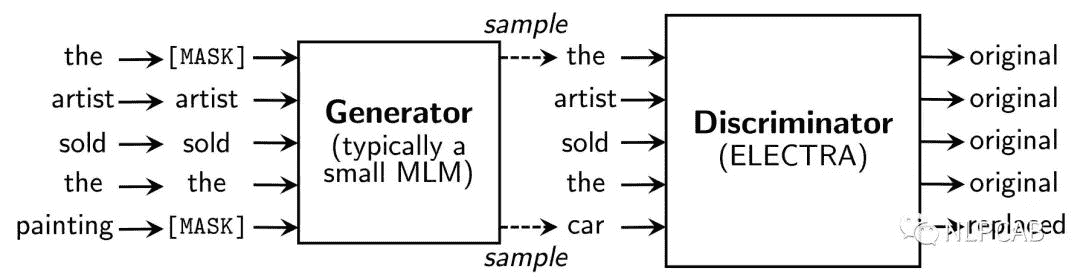 sample
the [MASK] the original
artist artist artist original
Generator
Discriminator
sold sold sold original
(typically a
(ELECTRA)
small MLM)
the the the original
painting [MASK] car replaced
NLPCAB
sample